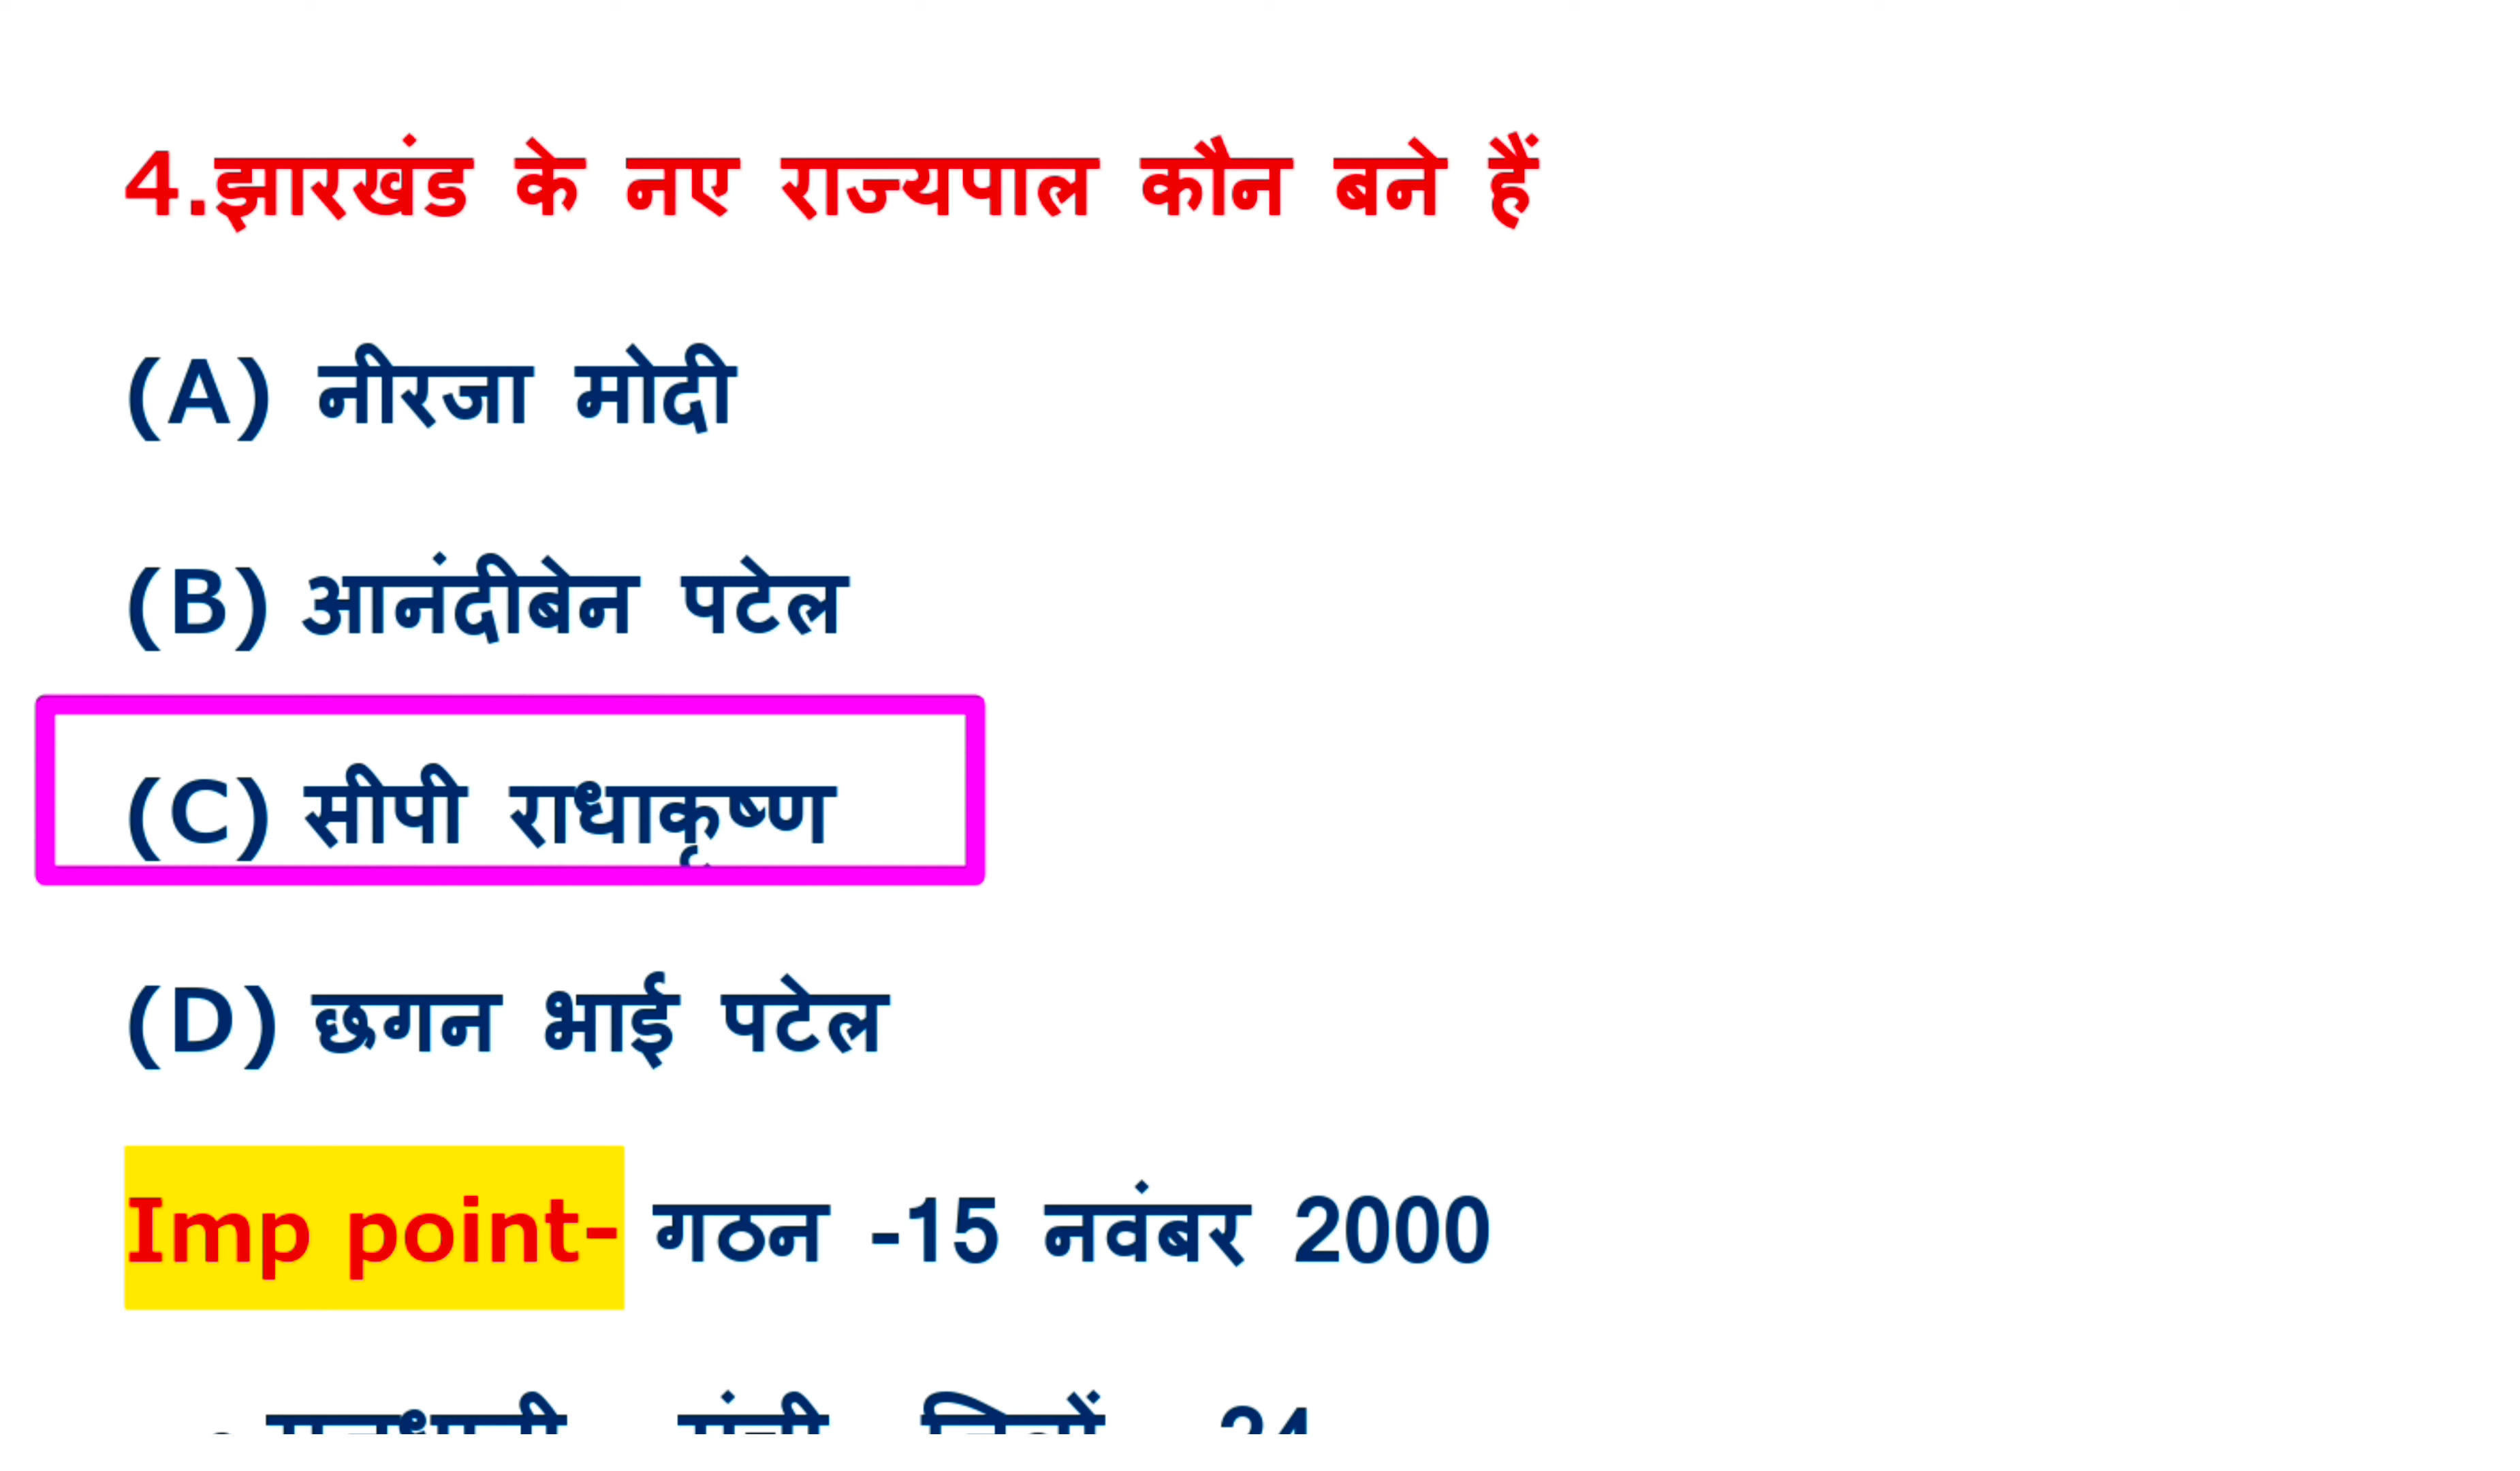 4.झारखंड के नए राज्यपाल कौन बने हैं
(A) नीरजा मोदी
(B) आनंदीबेन पटेल
(C) सीपी राधाकृष्ण
(D) छगन भाई पटेल
Imp point- गठन -15 नवंबर 2000